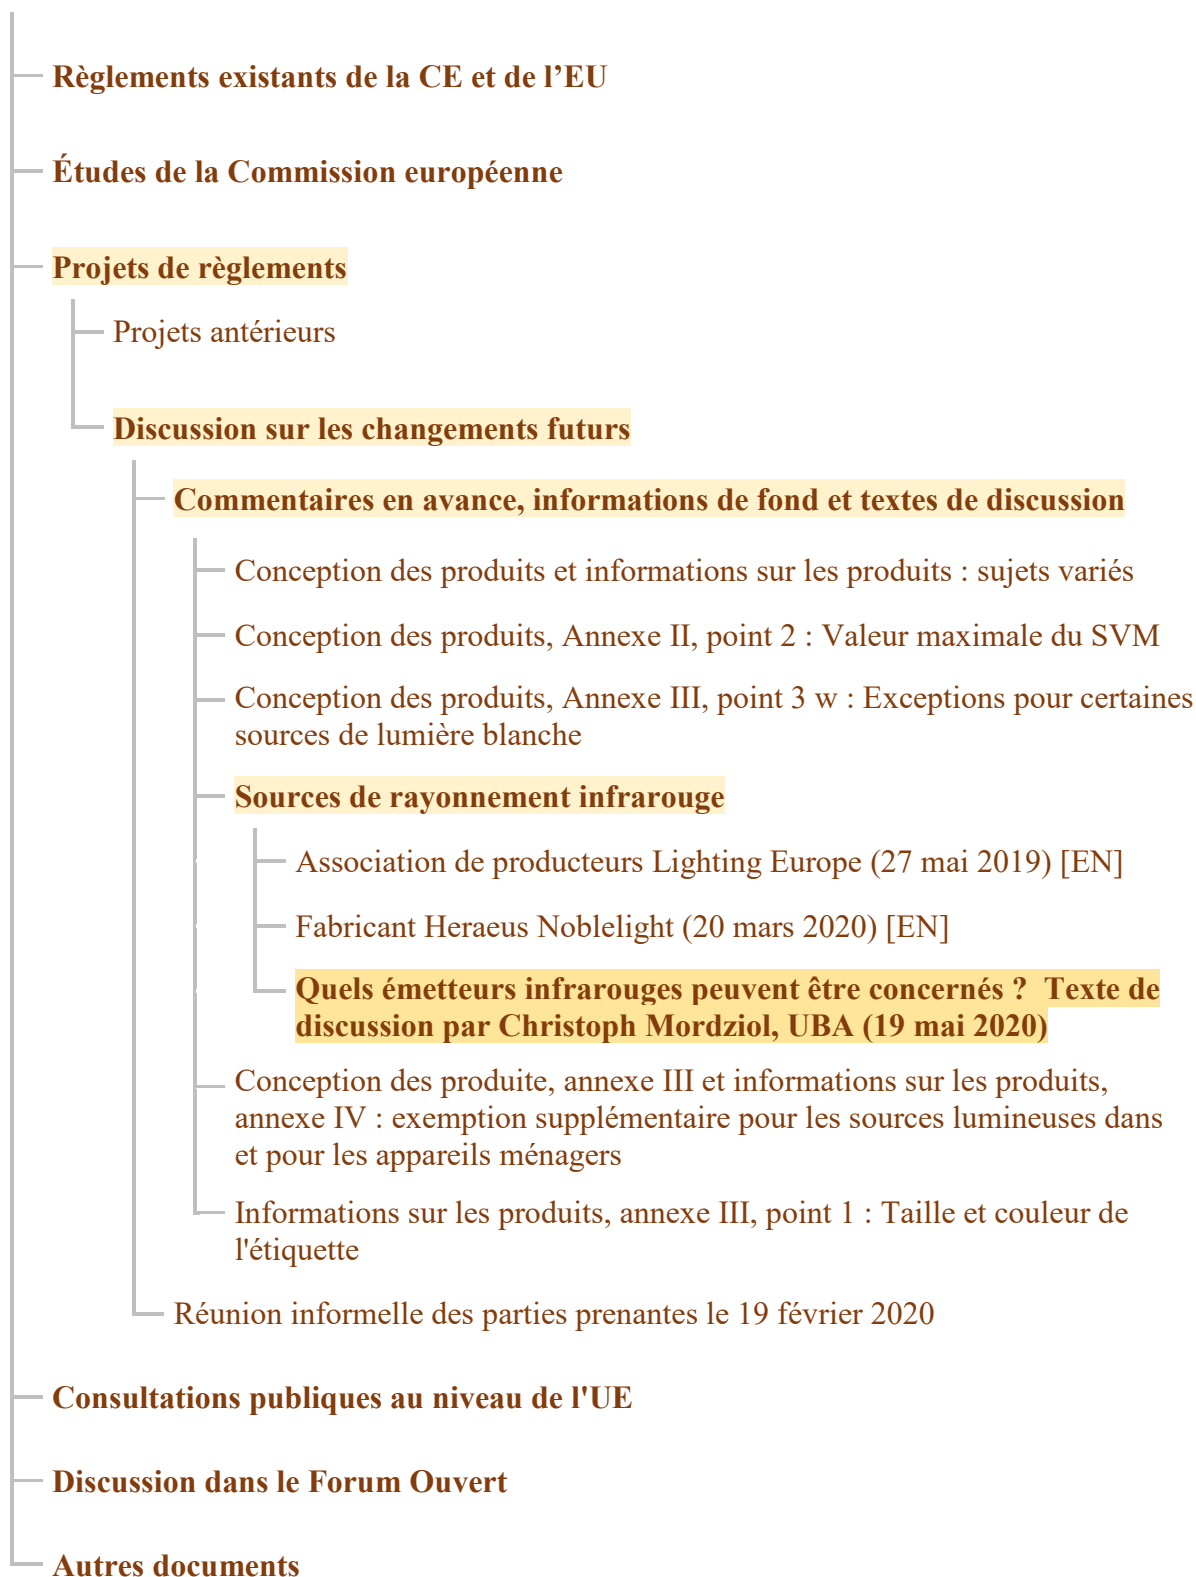 Règlements existants de la CE et de l’EU
Études de la Commission européenne
Projets de règlements
Projets antérieurs
Discussion sur les changements futurs
Commentaires en avance, informations de fond et textes de discussion
Conception des produits et informations sur les produits : sujets variés
Conception des produits, Annexe II, point 2 : Valeur maximale du SVM
Conception des produits, Annexe III, point 3 w : Exceptions pour certaines
sources de lumière blanche
Sources de rayonnement infrarouge
Association de producteurs Lighting Europe (27 mai 2019) [EN]
Fabricant Heraeus Noblelight (20 mars 2020) [EN]
Quels émetteurs infrarouges peuvent être concernés ?  Texte de
discussion par Christoph Mordziol, UBA (19 mai 2020)
Conception des produite, annexe III et informations sur les produits,
annexe IV : exemption supplémentaire pour les sources lumineuses dans
et pour les appareils ménagers
Informations sur les produits, annexe III, point 1 : Taille et couleur de
l'étiquette
Réunion informelle des parties prenantes le 19 février 2020
Consultations publiques au niveau de l'UE
Discussion dans le Forum Ouvert
Autres documents